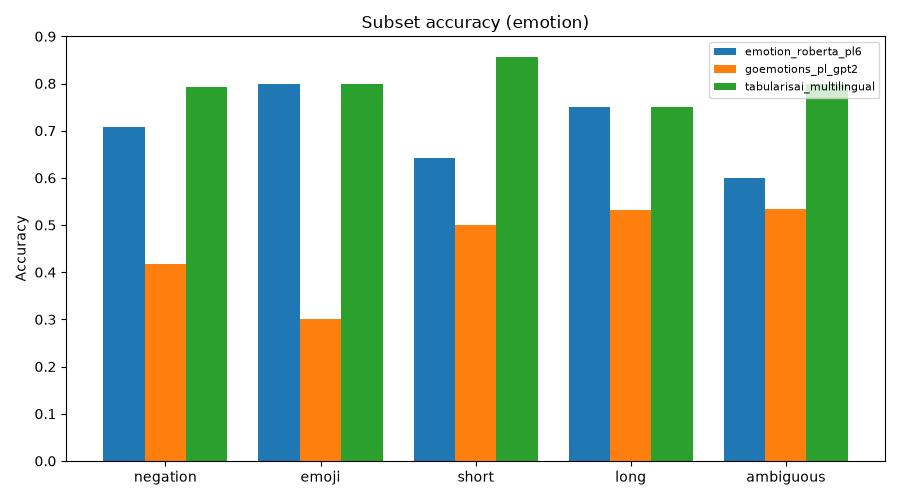 Subset accuracy (emotion)
emotion_roberta_pl6
goemotions_pl_gpt2
tabularisai_multilingual
Accuracy
0.9
0.8
0.7
0.6
0.5
0.4
0.3
0.2
0.1
0.0
negation emoji short long ambiguous